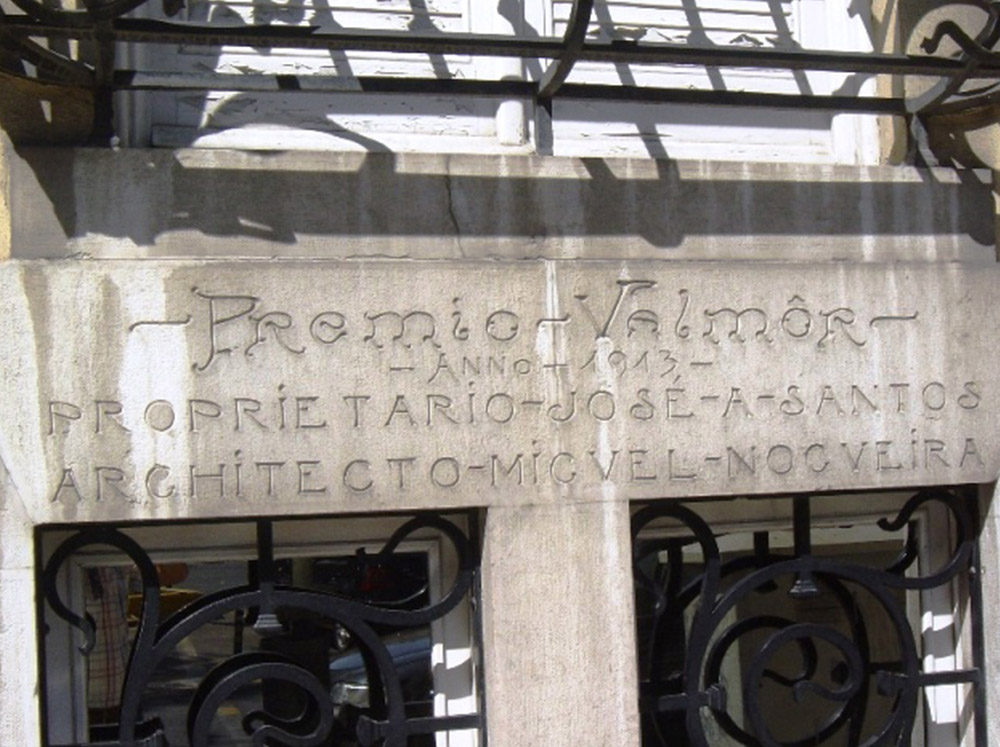 Premio - Valmôr
- ANNO - 1913 -
PROPRIETARIO-JOSÉ-A-SANTOS
ARCHITECTO-MIGVEL-NOGVEIRA